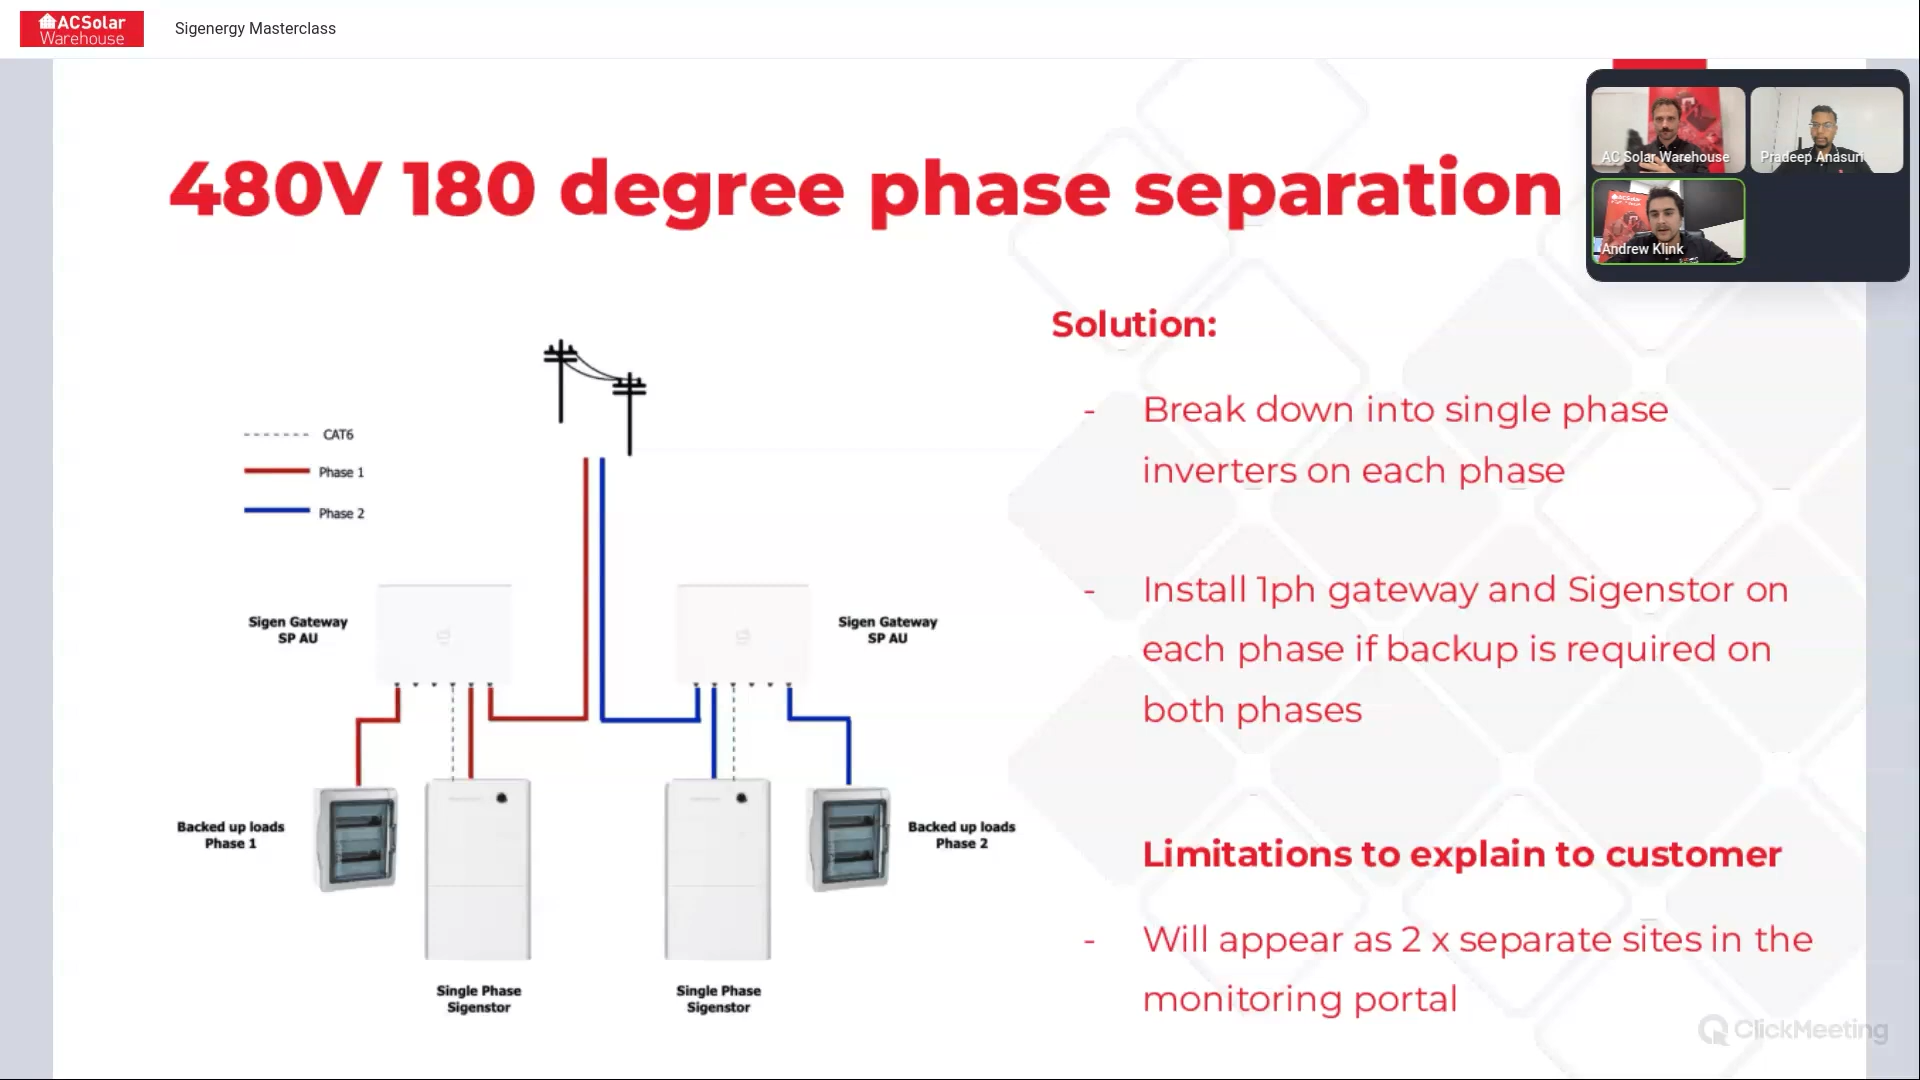 ACSolar
Warehouse
Sigenergy Masterclass
480V 180 degree phase separation
AC Solar Warehouse
Pradeep Anasuri
Andrew Klink
CAT6
Phase 1
Phase 2
Sigen Gateway
SP AU
Sigen Gateway
SP AU
Backed up loads
Phase 1
Backed up loads
Phase 2
Single Phase
Sigenstor
Single Phase
Sigenstor
Solution:
- Break down into single phase
inverters on each phase
- Install 1ph gateway and Sigenstor on
each phase if backup is required on
both phases
Limitations to explain to customer
- Will appear as 2 x separate sites in the
monitoring portal
ClickMeeting